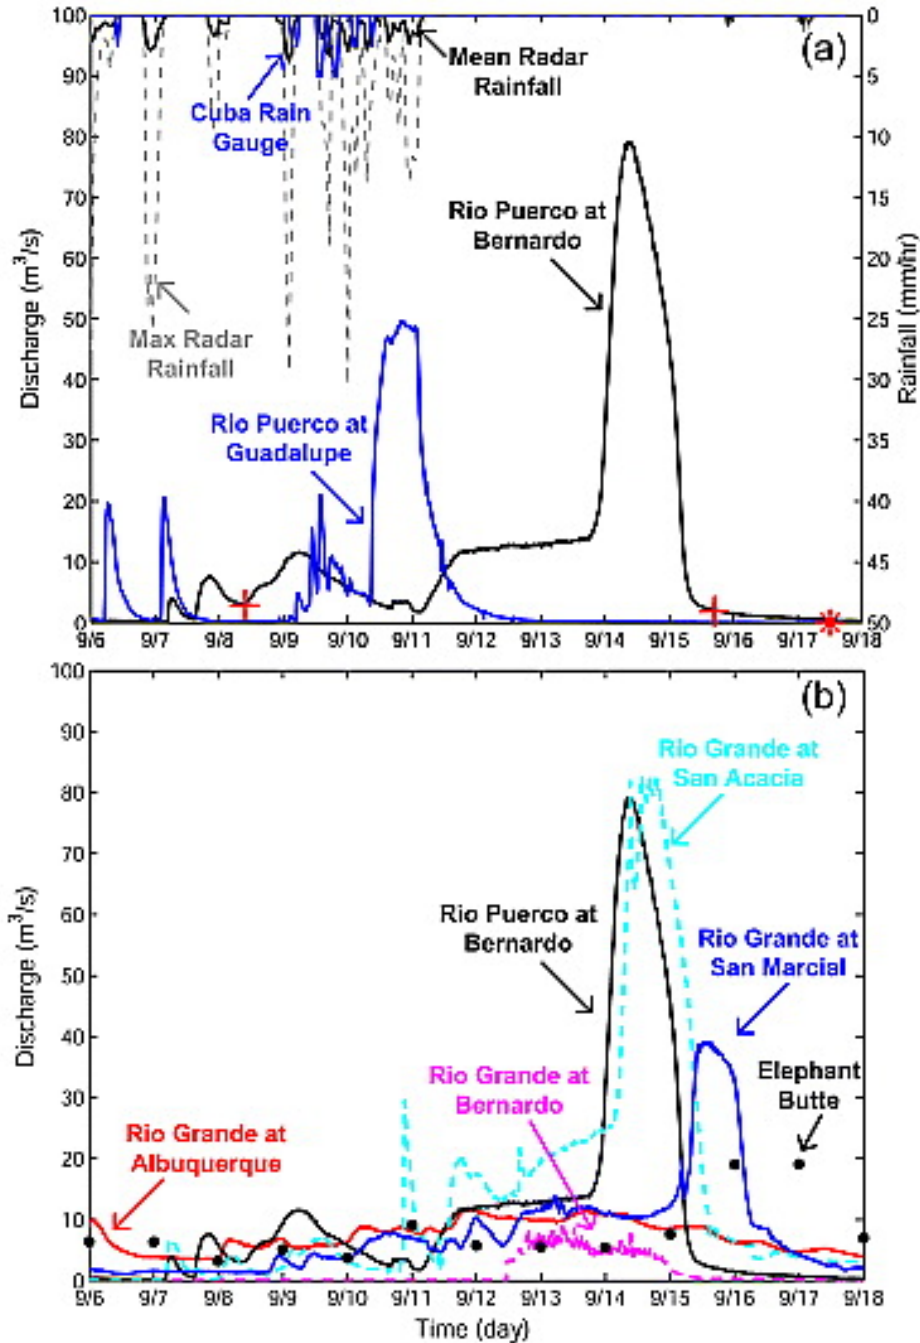 (a)
100
90
80
70
60
50
40
30
20
10
0
Discharge (m³/s)
0
5
10
15
20
25
30
35
40
45
50
Rainfall (mm/hr)
Mean Radar
Rainfall
Cuba Rain
Gauge
Max Radar
Rainfall
Rio Puerco at
Bernardo
Rio Puerco at
Guadalupe
9/6 9/7 9/8 9/9 9/10 9/11 9/12 9/13 9/14 9/15 9/16 9/17 9/18
(b)
100
90
80
70
60
50
40
30
20
10
0
Discharge (m³/s)
Rio Grande at
San Acacia
Rio Puerco at
Bernardo
Rio Grande at
San Marcial
Rio Grande at
Bernardo
Elephant
Butte
Rio Grande at
Albuquerque
9/6 9/7 9/8 9/9 9/10 9/11 9/12 9/13 9/14 9/15 9/16 9/17 9/18
Time (day)